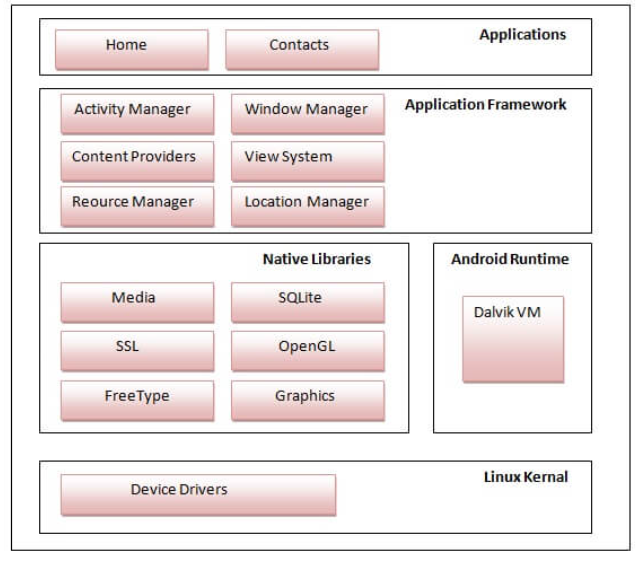 Applications
Home
Contacts
Application Framework
Activity Manager
Window Manager
Content Providers
View System
Reource Manager
Location Manager
Native Libraries
Media
SQLite
SSL
OpenGL
FreeType
Graphics
Android Runtime
Dalvik VM
Linux Kernel
Device Drivers